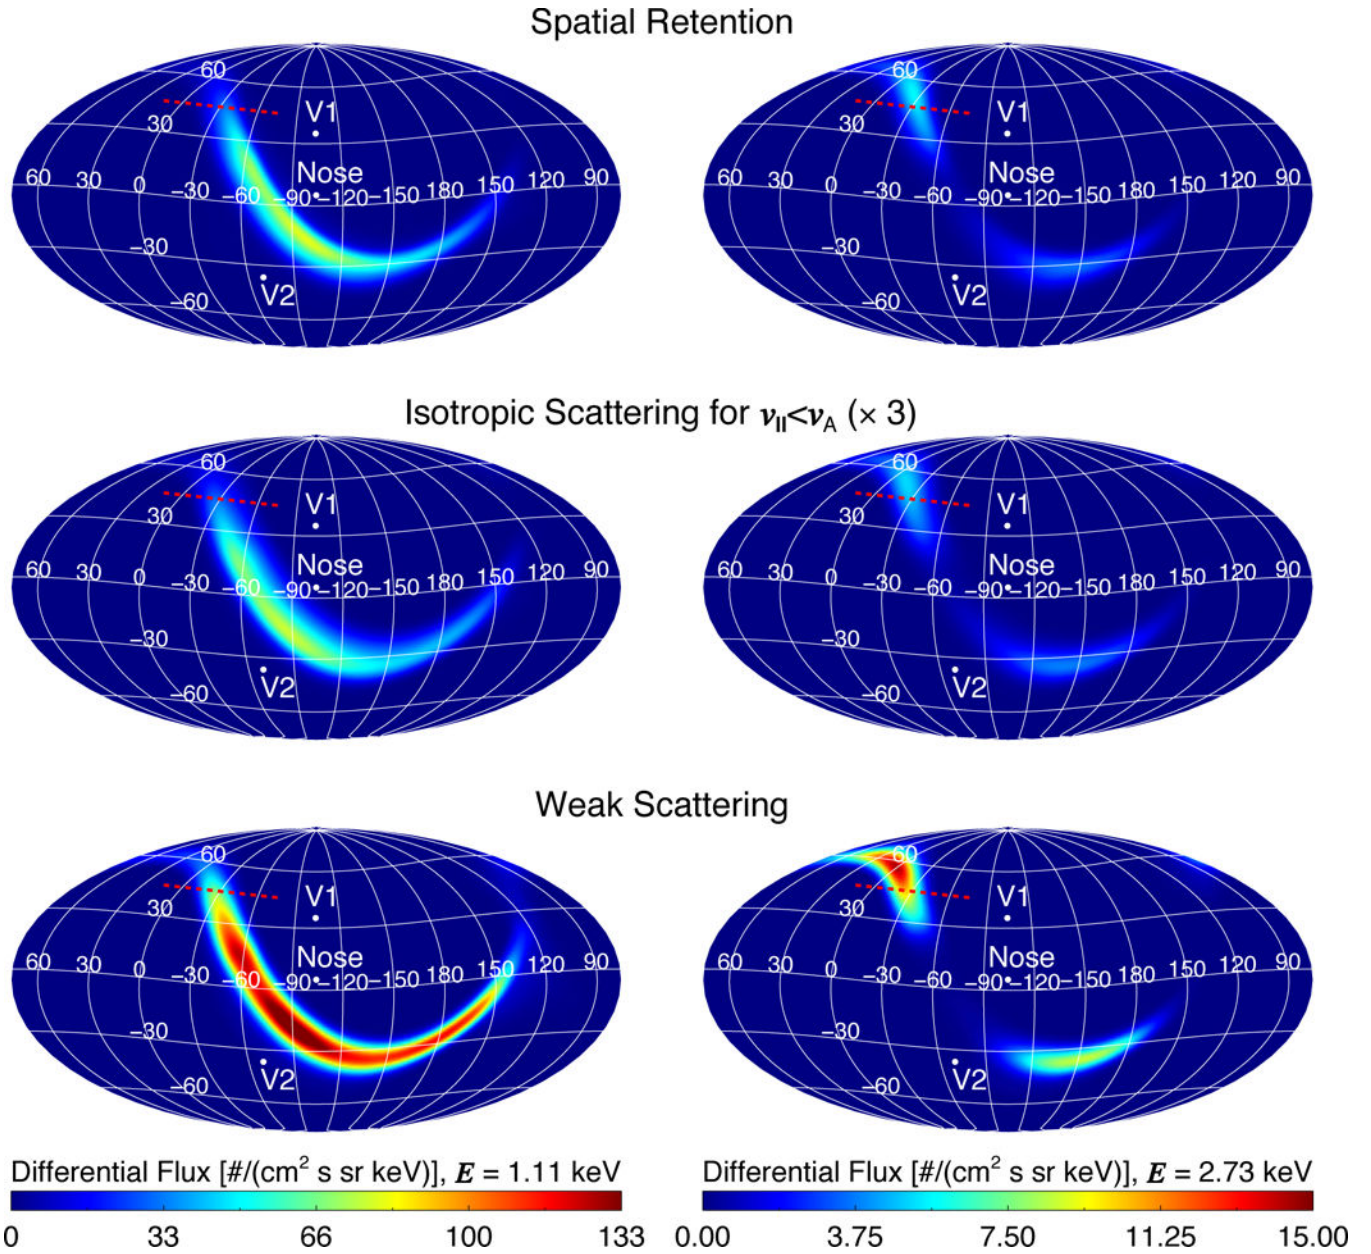 Spatial Retention
60
30
V1
Nose
60 30 0 −30 −60 −90 −120 −150 180 150 120 90
−30
V2
−60
60
30
V1
Nose
60 30 0 −30 −60 −90 −120 −150 180 150 120 90
−30
V2
−60
Isotropic Scattering for v_II<v_A (× 3)
60
30
V1
Nose
60 30 0 −30 −60 −90 −120 −150 180 150 120 90
−30
V2
−60
60
30
V1
Nose
60 30 0 −30 −60 −90 −120 −150 180 150 120 90
−30
V2
−60
Weak Scattering
60
30
V1
Nose
60 30 0 −30 −60 −90 −120 −150 180 150 120 90
−30
V2
−60
60
30
V1
Nose
60 30 0 −30 −60 −90 −120 −150 180 150 120 90
−30
V2
−60
Differential Flux [#/(cm² s sr keV)], E = 1.11 keV
0 33 66 100 133
Differential Flux [#/(cm² s sr keV)], E = 2.73 keV
0.00 3.75 7.50 11.25 15.00